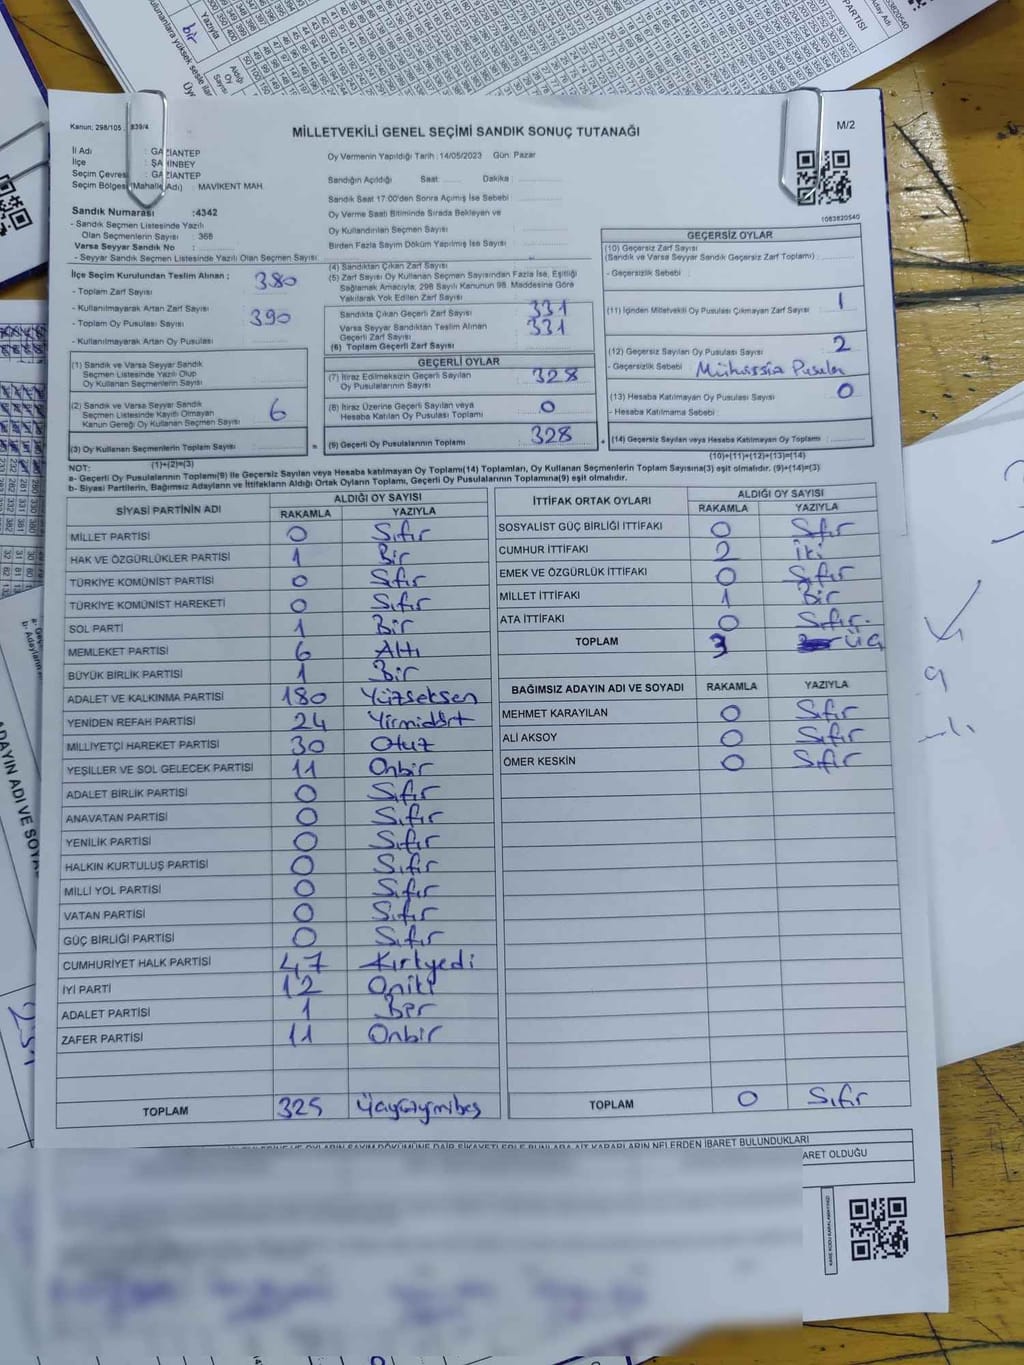 Kanun: 298/105 839/4
MİLLETVEKİLİ GENEL SEÇİMİ SANDIK SONUÇ TUTANAĞI
M/2
İl Adı : GAZİANTEP
İlçe : ŞAHİNBEY
Seçim Çevresi : GAZİANTEP
Seçim Bölgesi (Mahalle Adı) : MAVİKENT MAH.
Sandık Numarası :4342
- Sandık Seçmen Listesinde Yazılı
Olan Seçmenlerin Sayısı : 368
Varsa Seyyar Sandık No :
- Seyyar Sandık Seçmen Listesinde Yazılı Olan Seçmen Sayısı:
Oy Vermenin Yapıldığı Tarih :14/05/2023 Gün Pazar
Sandığın Açıldığı Saat Dakika
Sandık Saat 17:00'den Sonra Açılmış İse Sebebi
Oy Verme Saati Bitiminde Sırada Bekleyen ve
Oy Kullandırılan Seçmen Sayısı
Birden Fazla Sayım Döküm Yapılmış İse Sayısı
1083820540
İlçe Seçim Kurulundan Teslim Alınan ;
- Toplam Zarf Sayısı 380
- Kullanılmayarak Artan Zarf Sayısı
- Toplam Oy Pusulası Sayısı 390
- Kullanılmayarak Artan Oy Pusulası
(1) Sandık ve Varsa Seyyar Sandık
Seçmen Listesinde Yazılı Olup
Oy Kullanan Seçmenlerin Sayısı
(2) Sandık ve Varsa Seyyar Sandık
Seçmen Listesinde Kayıtlı Olmayan
Kanun Gereği Oy Kullanan Seçmen Sayısı 6
(3) Oy Kullanan Seçmenlerin Toplam Sayısı
(1)+(2)=(3)
(4) Sandıktan Çıkan Zarf Sayısı
(5) Zarf Sayısı Oy Kullanan Seçmen Sayısından Fazla İse, Eşitliği
Sağlamak Amacıyla; 298 Sayılı Kanunun 98. Maddesine Göre
Yakılarak Yok Edilen Zarf Sayısı
Sandıkta Çıkan Geçerli Zarf Sayısı 331
Varsa Seyyar Sandıktan Teslim Alınan
Geçerli Zarf Sayısı 331
(6) Toplam Geçerli Zarf Sayısı
GEÇERLİ OYLAR
(7) İtiraz Edilmeksizin Geçerli Sayılan
Oy Pusulalarının Sayısı 328
(8) İtiraz Üzerine Geçerli Sayılan veya
Hesaba Katılan Oy Pusulası Toplamı 0
(9) Geçerli Oy Pusulalarının Toplamı 328
GEÇERSİZ OYLAR
(10) Geçersiz Zarf Sayısı
(Sandık ve Varsa Seyyar Sandık Geçersiz Zarf Toplamı) :
- Geçersizlik Sebebi :
(11) İçinden Milletvekili Oy Pusulası Çıkmayan Zarf Sayısı 1
(12) Geçersiz Sayılan Oy Pusulası Sayısı 2
- Geçersizlik Sebebi :
(13) Hesaba Katılmayan Oy Pusulası Sayısı 0
- Hesaba Katılmama Sebebi :
(14) Geçersiz Sayılan veya Hesaba Katılmayan Oy Toplamı
(10)+(11)+(12)+(13)=(14)
NOT:
a- Geçerli Oy Pusulalarının Toplamı(9) ile Geçersiz Sayılan veya Hesaba katılmayan Oy Toplamı(14) Toplamları, Oy Kullanan Seçmenlerin Toplam Sayısına(3) eşit olmalıdır. (9)+(14)=(3)
b- Siyasi Partilerin, Bağımsız Adayların ve İttifakların Aldığı Ortak Oyların Toplamı, Geçerli Oy Pusulalarının Toplamına(9) eşit olmalıdır.
SİYASİ PARTİNİN ADI ALDIĞI OY SAYISI
RAKAMLA YAZIYLA
MİLLET PARTİSİ 0 Sıfır
HAK VE ÖZGÜRLÜKLER PARTİSİ 1 Bir
TÜRKİYE KOMÜNİST PARTİSİ 0 Sıfır
TÜRKİYE KOMÜNİST HAREKETİ 0 Sıfır
SOL PARTİ 1 Bir
MEMLEKET PARTİSİ 6 Altı
BÜYÜK BİRLİK PARTİSİ 1 Bir
ADALET VE KALKINMA PARTİSİ 180 Yüzseksen
YENİDEN REFAH PARTİSİ 24 Yirmidört
MİLLİYETÇİ HAREKET PARTİSİ 30 Otuz
YEŞİLLER VE SOL GELECEK PARTİSİ 11 Onbir
ADALET BİRLİK PARTİSİ 0 Sıfır
ANAVATAN PARTİSİ 0 Sıfır
YENİLİK PARTİSİ 0 Sıfır
HALKIN KURTULUŞ PARTİSİ 0 Sıfır
MİLLİ YOL PARTİSİ 0 Sıfır
VATAN PARTİSİ 0 Sıfır
GÜÇ BİRLİĞİ PARTİSİ 0 Sıfır
CUMHURİYET HALK PARTİSİ 47 Kırkyedi
İYİ PARTİ 12 Oniki
ADALET PARTİSİ 1 Bir
ZAFER PARTİSİ 11 Onbir
TOPLAM 325
İTTİFAK ORTAK OYLARI ALDIĞI OY SAYISI
RAKAMLA YAZIYLA
SOSYALİST GÜÇ BİRLİĞİ İTTİFAKI 0 Sıfır
CUMHUR İTTİFAKI 2 İki
EMEK VE ÖZGÜRLÜK İTTİFAKI 0 Sıfır
MİLLET İTTİFAKI 1 Bir
ATA İTTİFAKI 0 Sıfır
TOPLAM 3 Üç
BAĞIMSIZ ADAYIN ADI VE SOYADI RAKAMLA YAZIYLA
MEHMET KARAYILAN 0 Sıfır
ALİ AKSOY 0 Sıfır
ÖMER KESKİN 0 Sıfır
TOPLAM 0 Sıfır